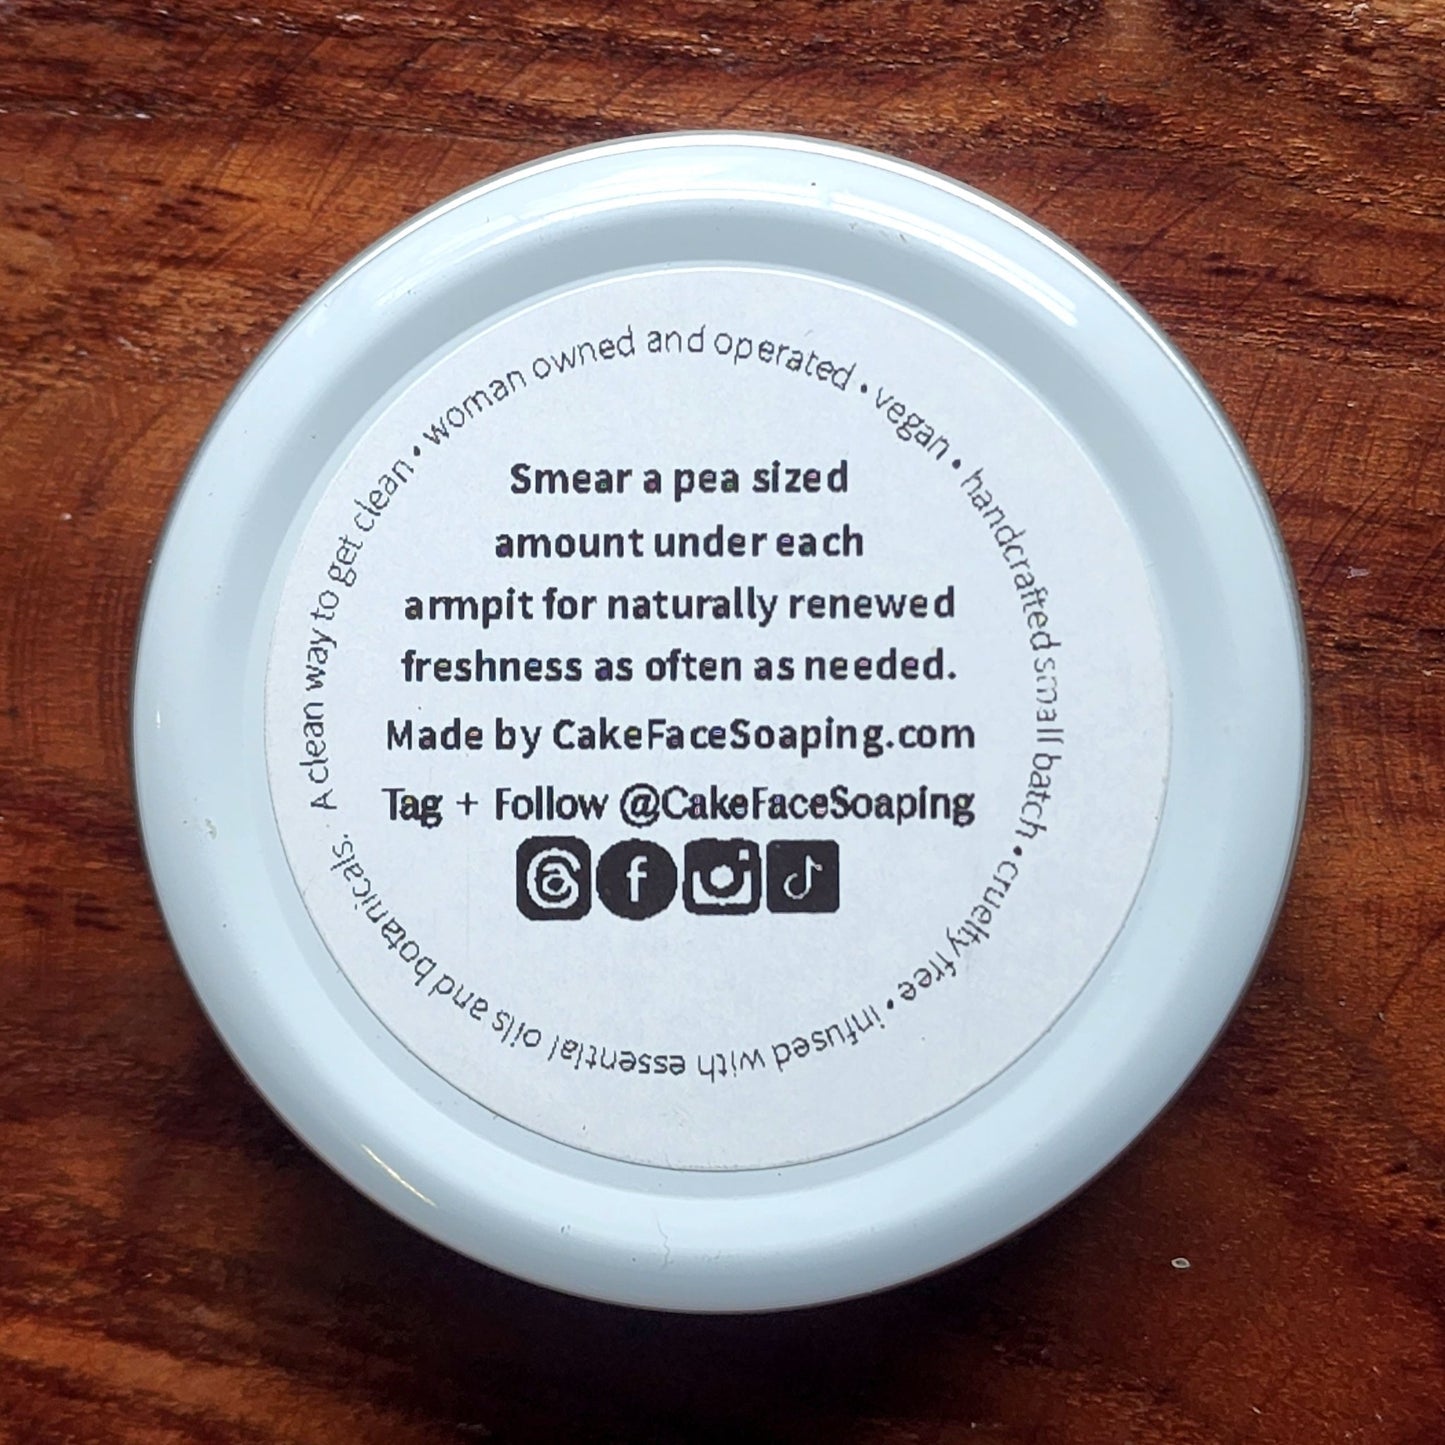 Smear a pea sized
amount under each
armpit for naturally renewed
freshness as often as needed.
Made by CakeFaceSoaping.com
Tag + Follow @CakeFaceSoaping
A clean way to get clean • woman owned and operated • vegan • handcrafted small batch • cruelty free • infused with essential oils and botanicals.